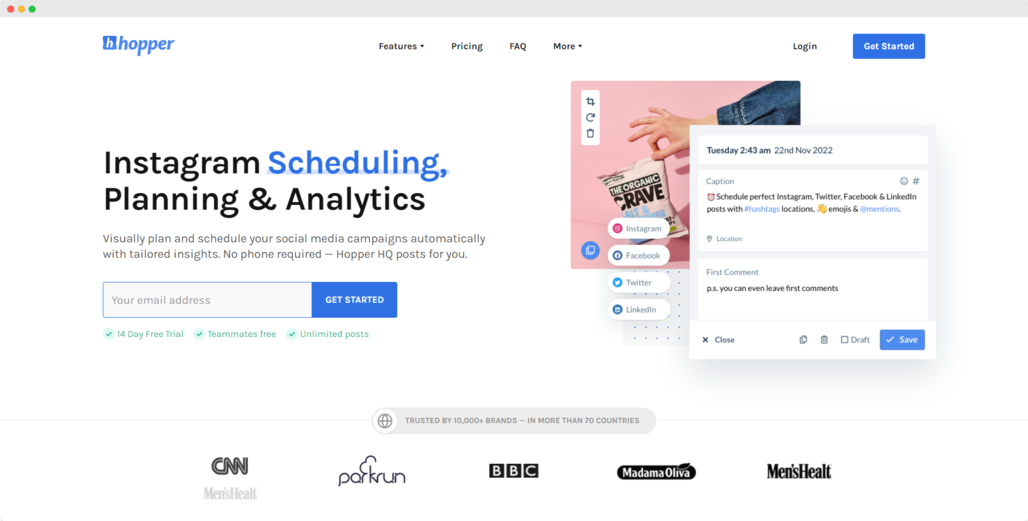 hopper
Features
Pricing
FAQ
More
Login
Get Started
Instagram Scheduling,
Planning & Analytics
Visually plan and schedule your social media campaigns automatically
with tailored insights. No phone required — Hopper HQ posts for you.
Your email address
GET STARTED
14 Day Free Trial
Teammates free
Unlimited posts
THE ORGANIC
CRAVE
Instagram
Facebook
Twitter
LinkedIn
Tuesday 2:43 am 22nd Nov 2022
Caption
⏰ Schedule perfect Instagram, Twitter, Facebook & LinkedIn
posts with #hashtags locations, 👋 emojis & @mentions.
Location
First Comment
p.s. you can even leave first comments
Close
Draft
Save
TRUSTED BY 10,000+ BRANDS — IN MORE THAN 70 COUNTRIES
CNN
parkrun
BBC
Madama Oliva
Men'sHealt
Men'sHealt